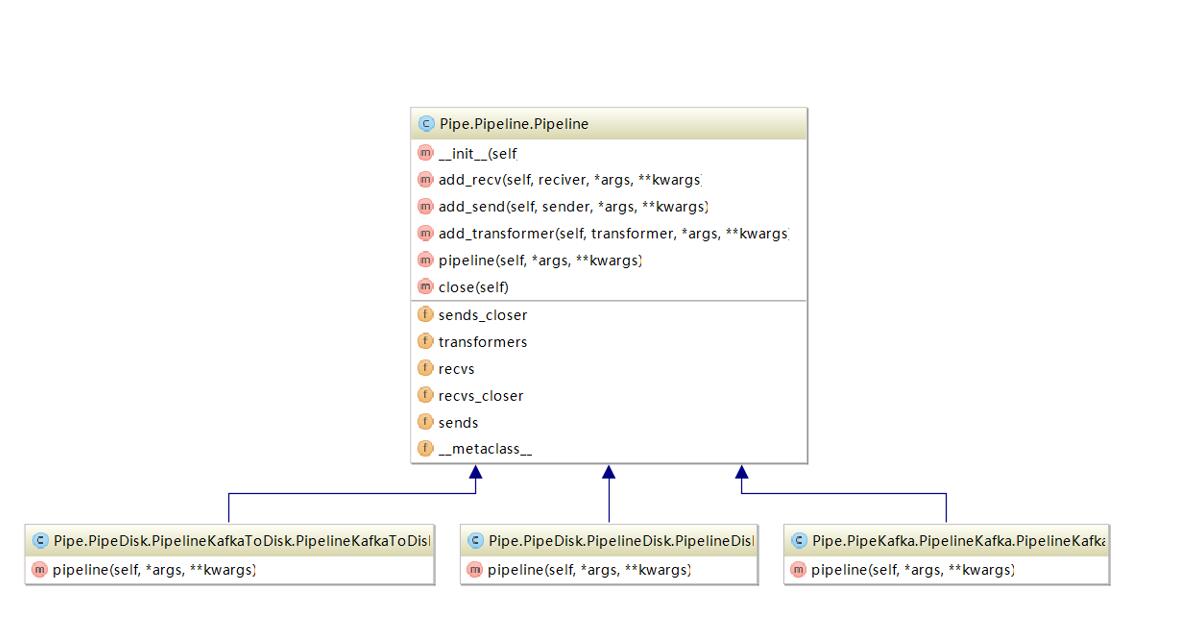 C Pipe.Pipeline.Pipeline
m __init__(self
m add_recv(self, reciver, *args, **kwargs)
m add_send(self, sender, *args, **kwargs)
m add_transformer(self, transformer, *args, **kwargs)
m pipeline(self, *args, **kwargs)
m close(self)
f sends_closer
f transformers
f recvs
f recvs_closer
f sends
f __metaclass__
C Pipe.PipeDisk.PipelineKafkaToDisk.PipelineKafkaToDis
m pipeline(self, *args, **kwargs)
C Pipe.PipeDisk.PipelineDisk.PipelineDis
m pipeline(self, *args, **kwargs)
C Pipe.PipeKafka.PipelineKafka.PipelineKafka
m pipeline(self, *args, **kwargs)